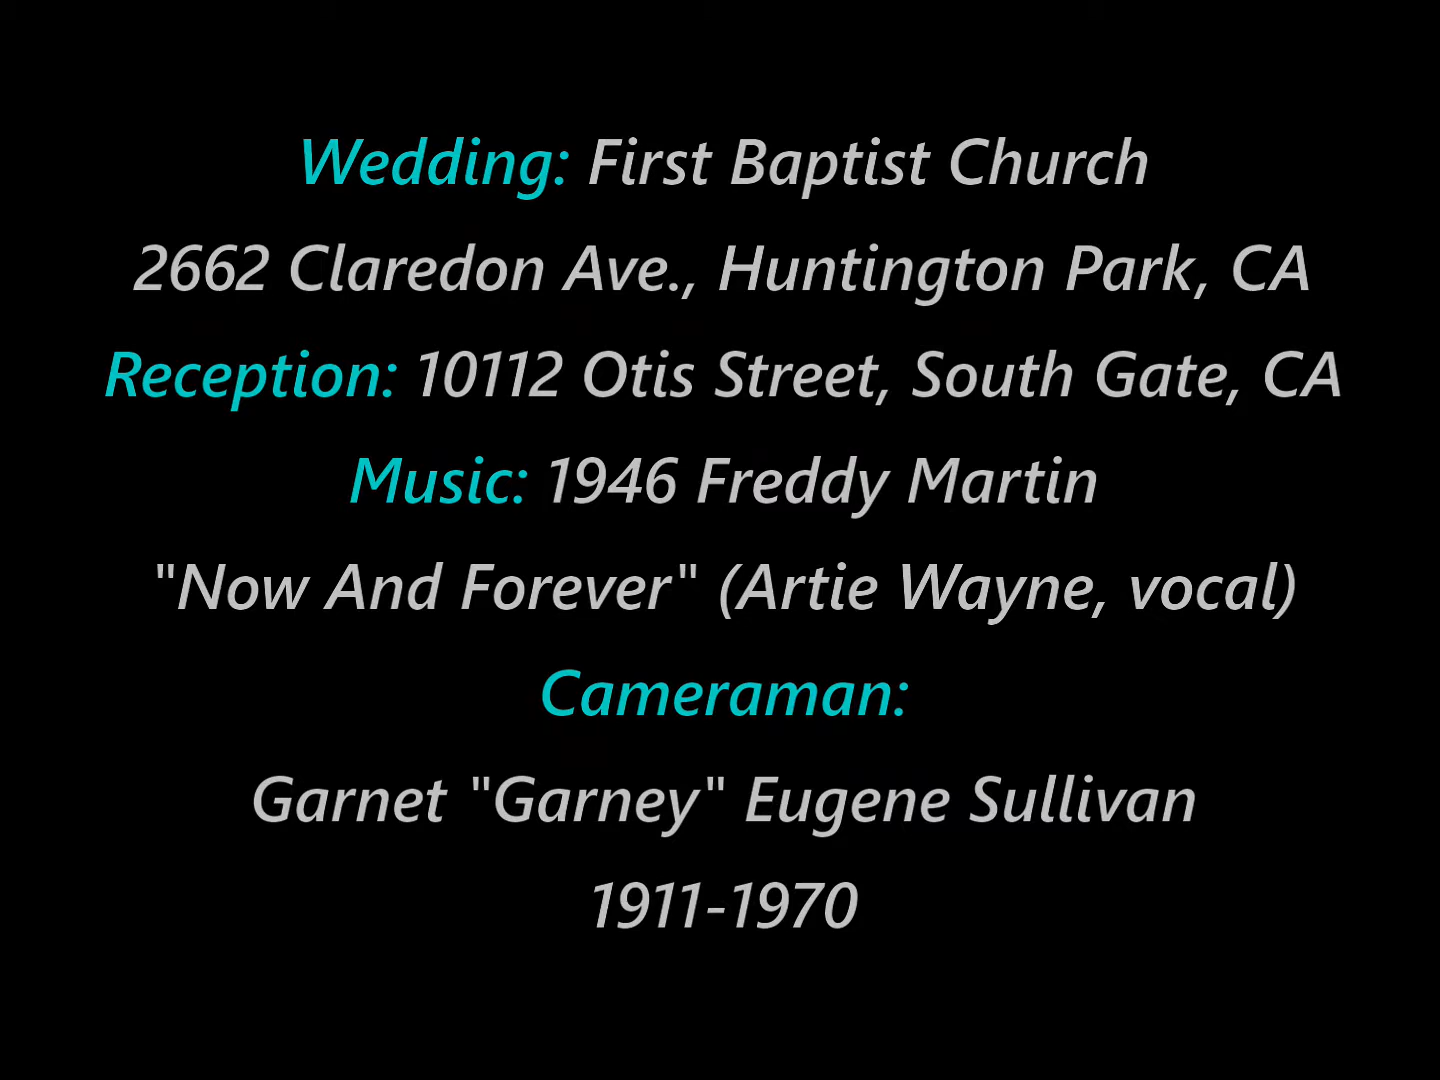 Wedding: First Baptist Church
2662 Claredon Ave., Huntington Park, CA
Reception: 10112 Otis Street, South Gate, CA
Music: 1946 Freddy Martin
"Now And Forever" (Artie Wayne, vocal)
Cameraman:
Garnet "Garney" Eugene Sullivan
1911-1970